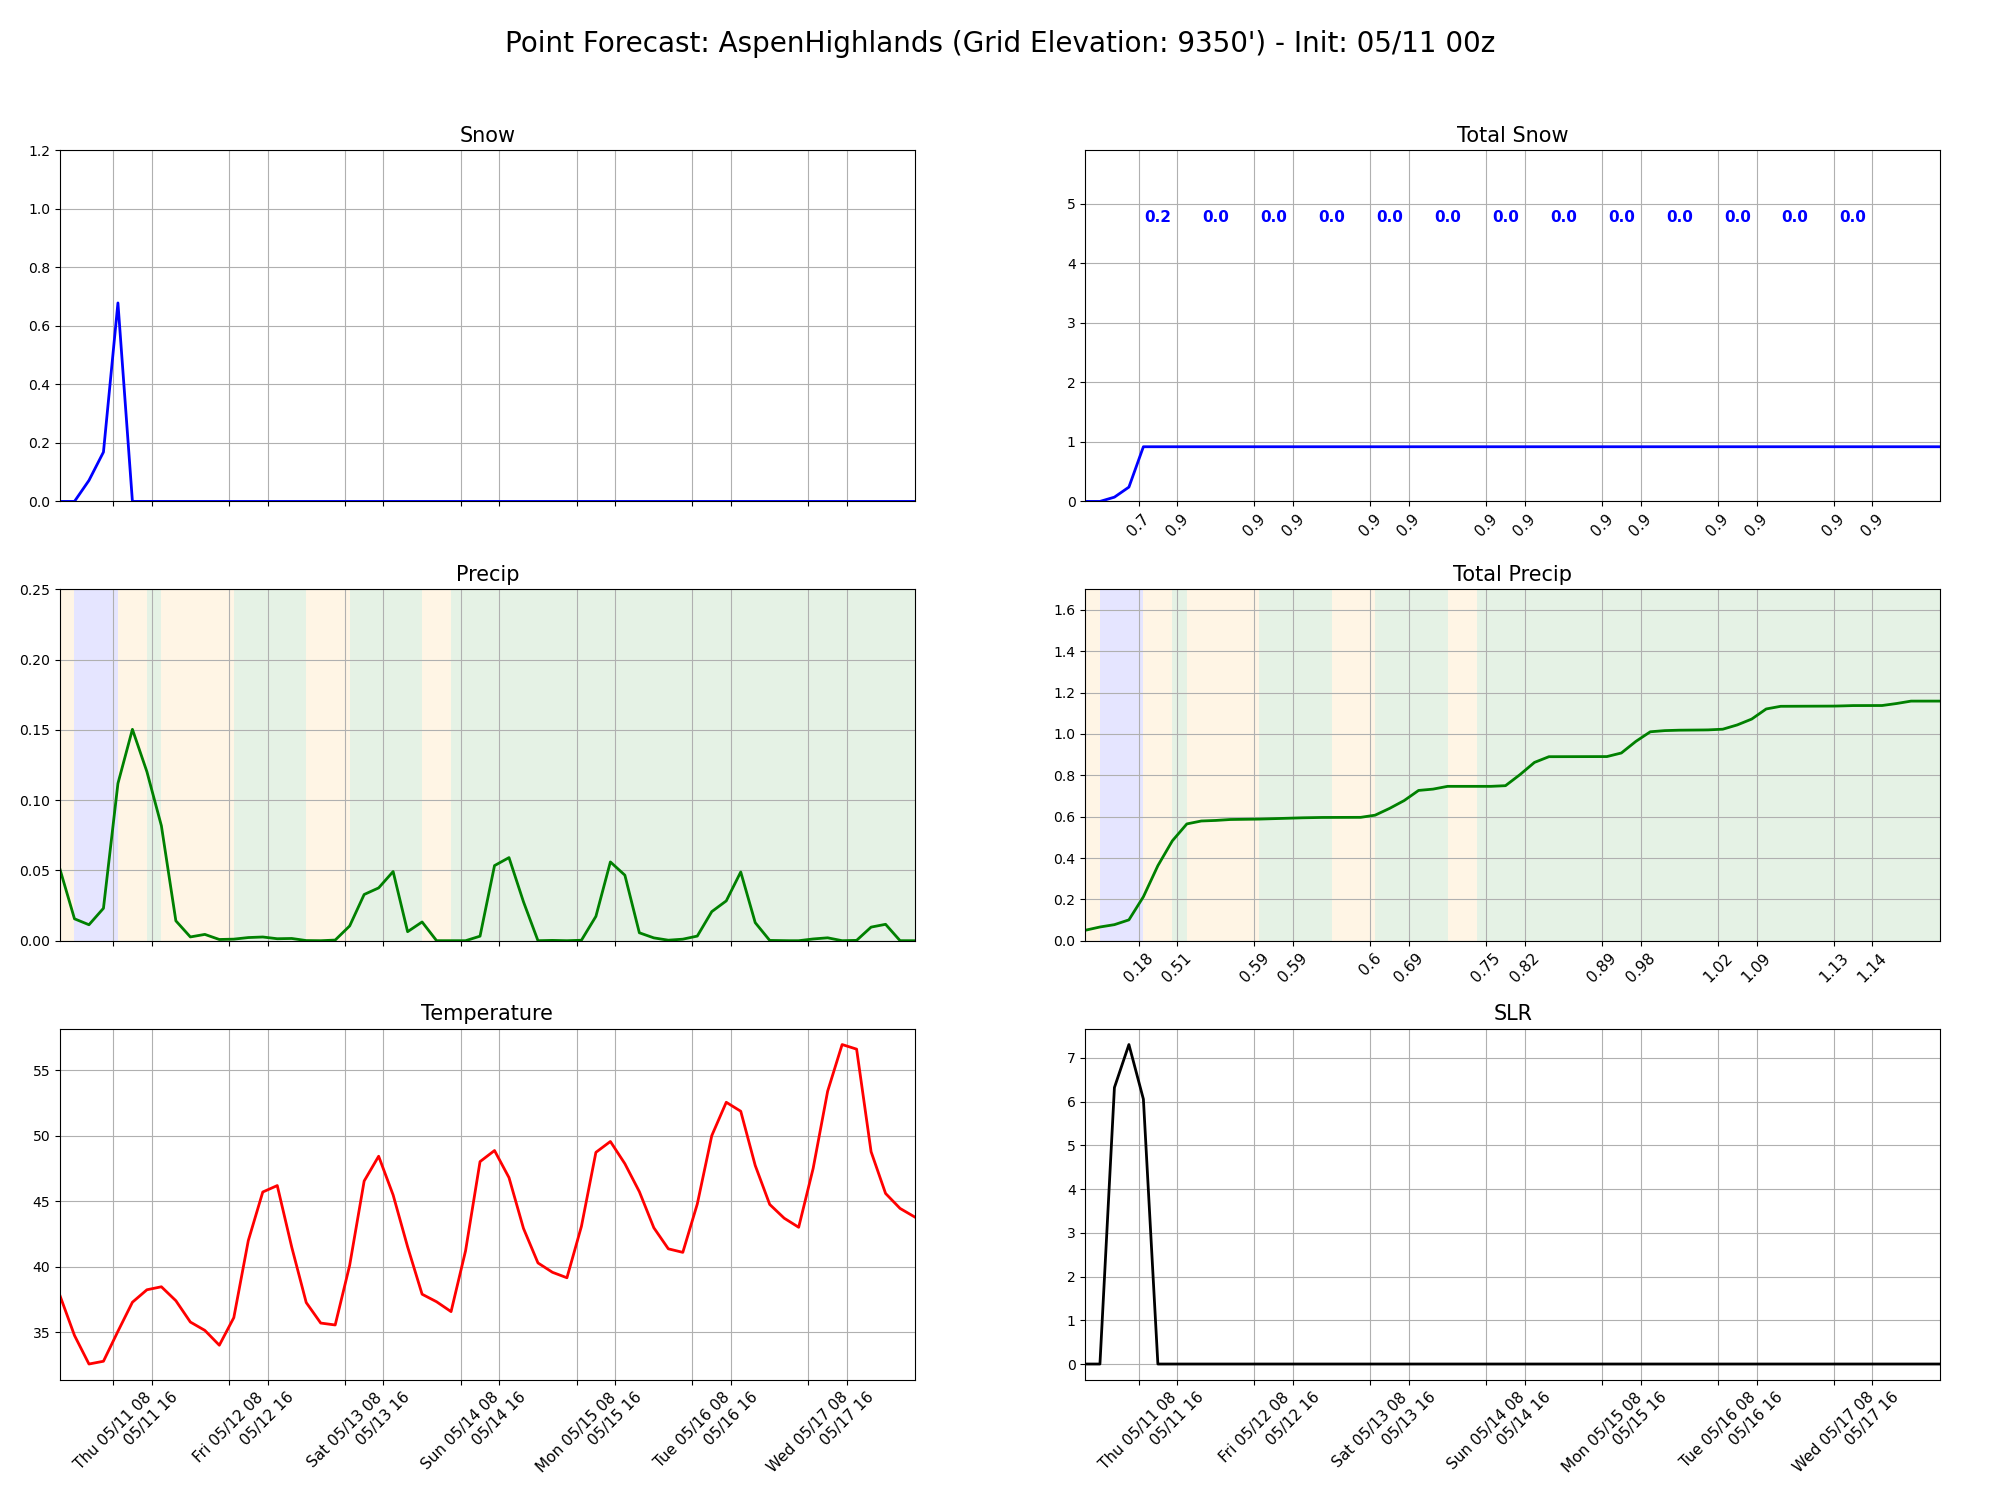 Point Forecast: AspenHighlands (Grid Elevation: 9350') - Init: 05/11 00z
Snow
1.2
1.0
0.8
0.6
0.4
0.2
0.0
Total Snow
5
4
3
2
1
0
0.2 0.0 0.0 0.0 0.0 0.0 0.0 0.0 0.0 0.0 0.0 0.0 0.0
0.7 0.9 0.9 0.9 0.9 0.9 0.9 0.9 0.9 0.9 0.9 0.9 0.9 0.9
Precip
0.25
0.20
0.15
0.10
0.05
0.00
Total Precip
1.6
1.4
1.2
1.0
0.8
0.6
0.4
0.2
0.0
0.18 0.51 0.59 0.59 0.6 0.69 0.75 0.82 0.89 0.98 1.02 1.09 1.13 1.14
Temperature
55
50
45
40
35
Thu 05/11 08
05/11 16
Fri 05/12 08
05/12 16
Sat 05/13 08
05/13 16
Sun 05/14 08
05/14 16
Mon 05/15 08
05/15 16
Tue 05/16 08
05/16 16
Wed 05/17 08
05/17 16
SLR
7
6
5
4
3
2
1
0
Thu 05/11 08
05/11 16
Fri 05/12 08
05/12 16
Sat 05/13 08
05/13 16
Sun 05/14 08
05/14 16
Mon 05/15 08
05/15 16
Tue 05/16 08
05/16 16
Wed 05/17 08
05/17 16